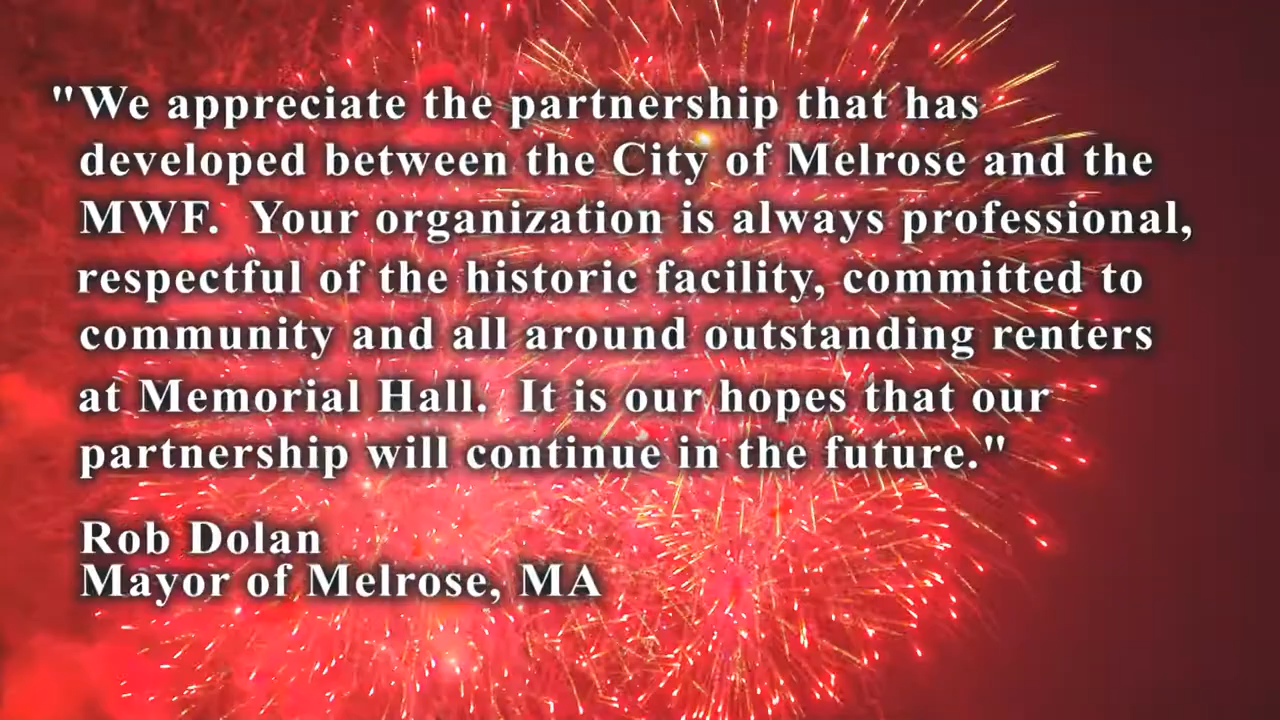 "We appreciate the partnership that has
developed between the City of Melrose and the
MWF.  Your organization is always professional,
respectful of the historic facility, committed to
community and all around outstanding renters
at Memorial Hall.  It is our hopes that our
partnership will continue in the future."
Rob Dolan
Mayor of Melrose, MA